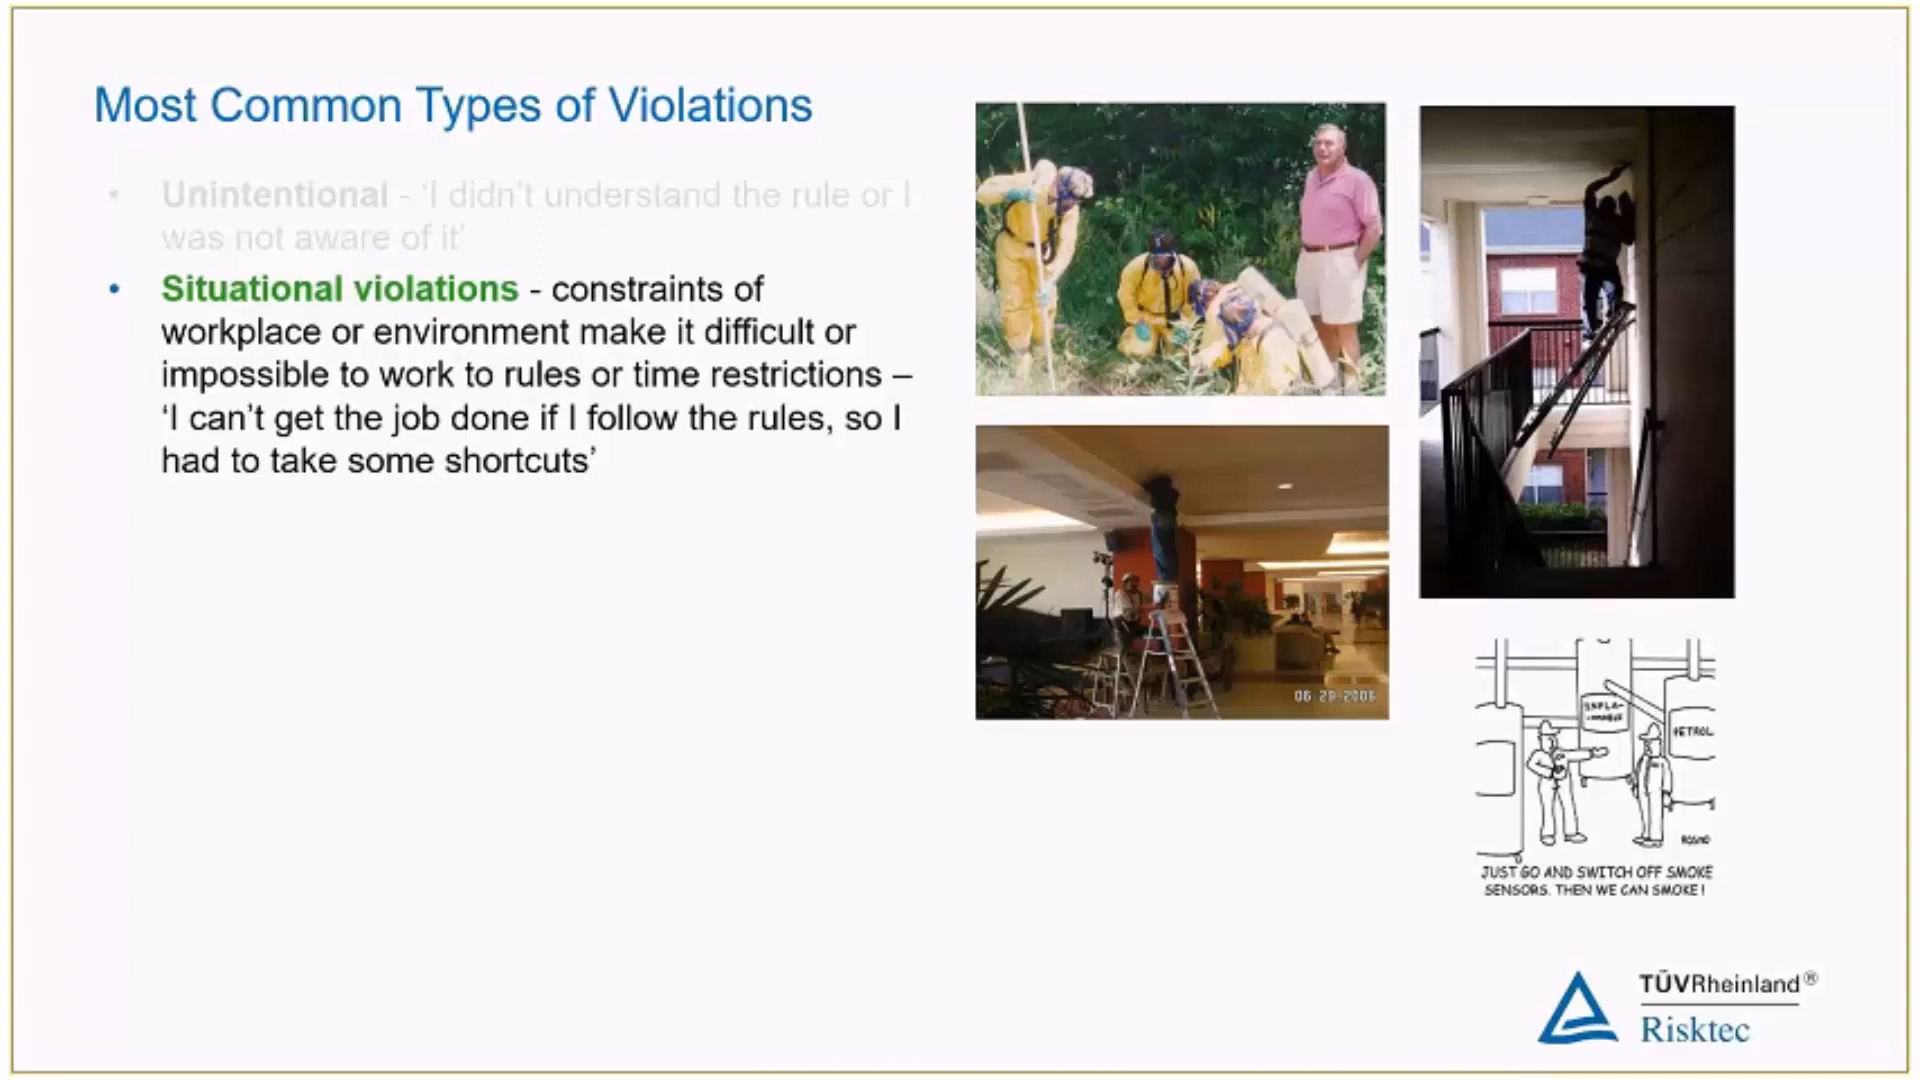 Most Common Types of Violations
• Unintentional - ‘I didn’t understand the rule or I
was not aware of it’
• Situational violations - constraints of
workplace or environment make it difficult or
impossible to work to rules or time restrictions –
‘I can’t get the job done if I follow the rules, so I
had to take some shortcuts’
06 20 2006
INFLA-
-MMABLE
PETROL
JUST GO AND SWITCH OFF SMOKE
SENSORS. THEN WE CAN SMOKE!
TÜVRheinland®
Risktec